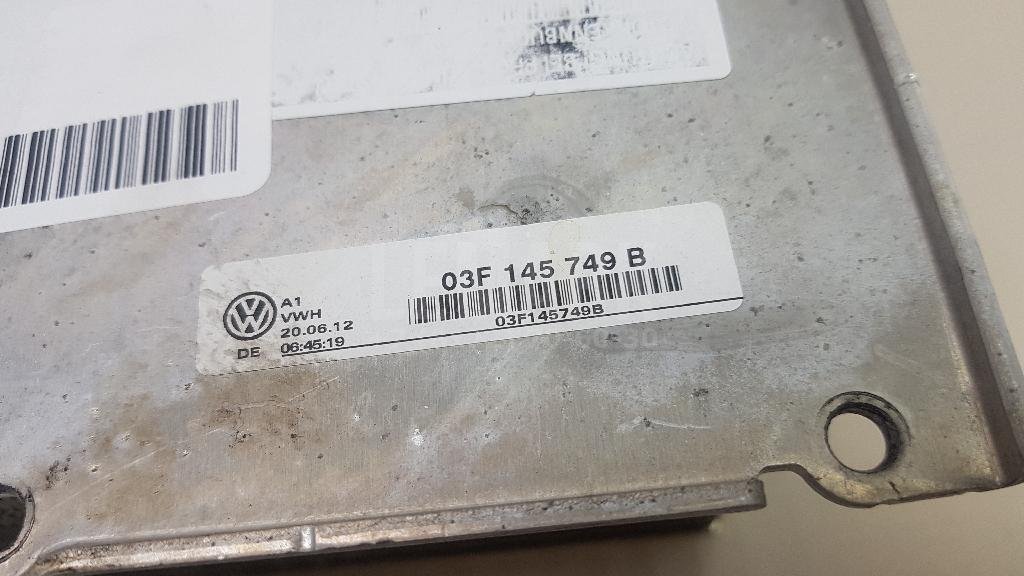 03F 145 749 B
A1
VWH
20.06.12
DE 06:45:19
03F145749B